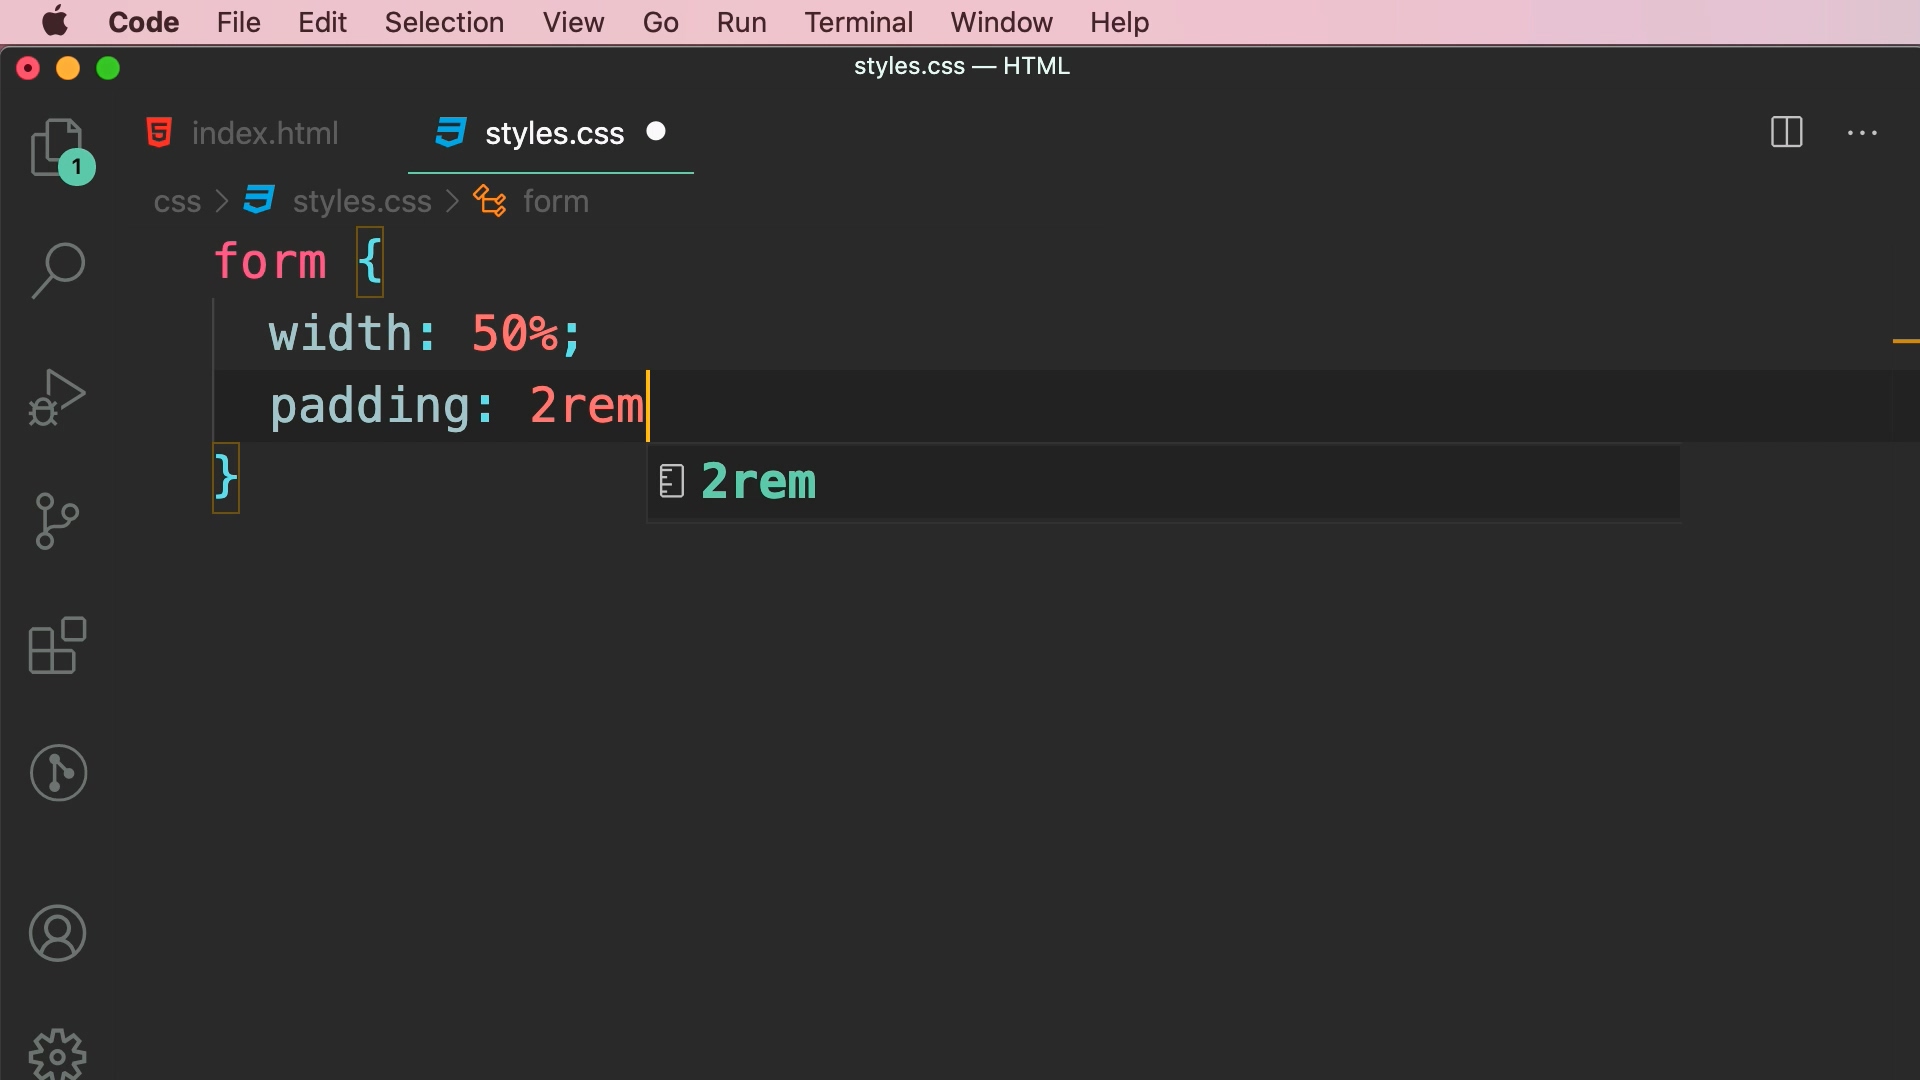 Code File Edit Selection View Go Run Terminal Window Help
styles.css — HTML
1
index.html styles.css
css > styles.css > form
form {
width: 50%;
padding: 2rem
2rem
}